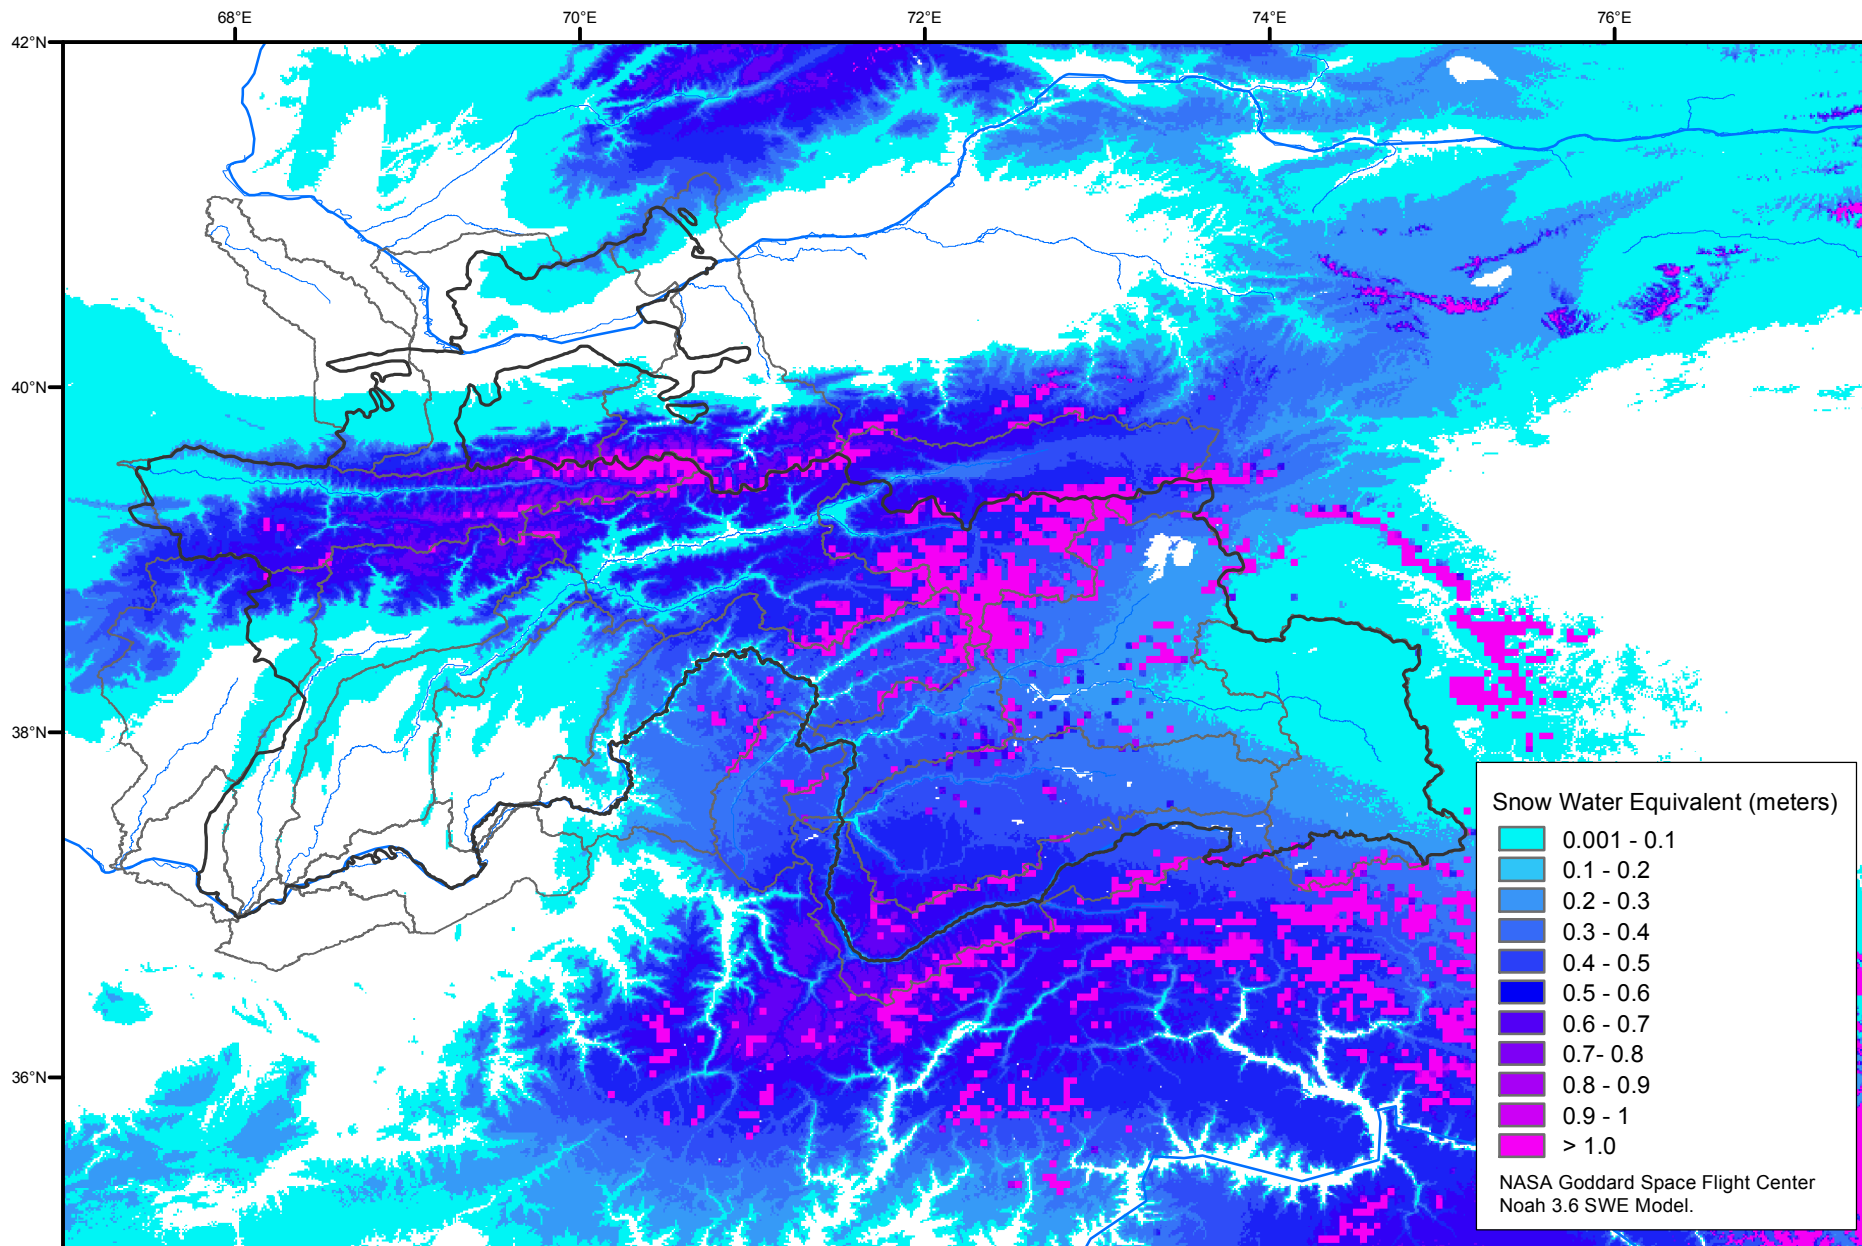 68°E
70°E
72°E
74°E
76°E
42°N
40°N
38°N
36°N
Snow Water Equivalent (meters)
0.001 - 0.1
0.1 - 0.2
0.2 - 0.3
0.3 - 0.4
0.4 - 0.5
0.5 - 0.6
0.6 - 0.7
0.7- 0.8
0.8 - 0.9
0.9 - 1
> 1.0
NASA Goddard Space Flight Center
Noah 3.6 SWE Model.